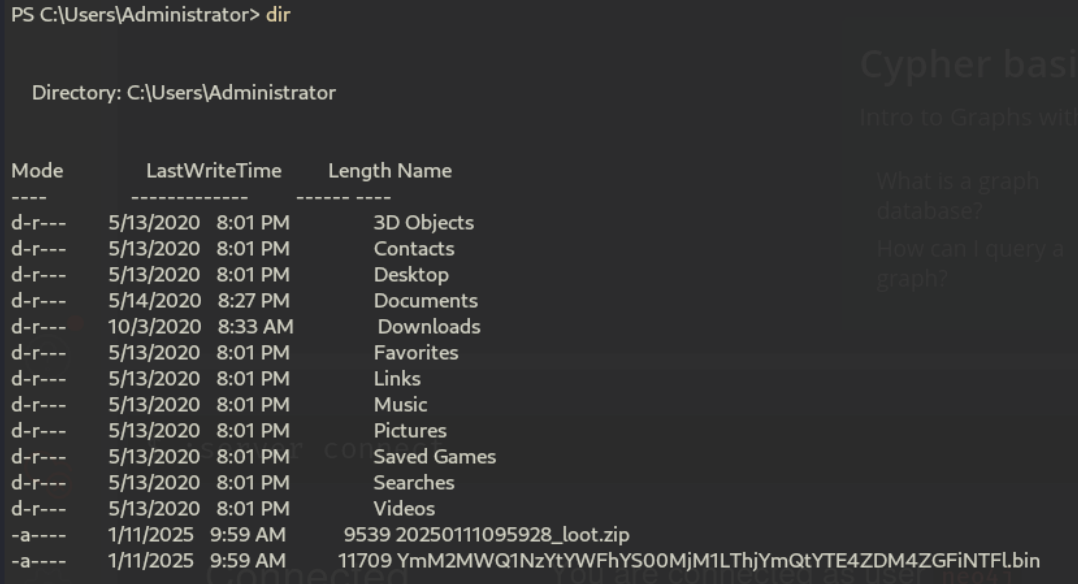 PS C:\Users\Administrator> dir
Directory: C:\Users\Administrator
Mode LastWriteTime Length Name
---- ------------- ------ ----
d-r--- 5/13/2020 8:01 PM 3D Objects
d-r--- 5/13/2020 8:01 PM Contacts
d-r--- 5/13/2020 8:01 PM Desktop
d-r--- 5/14/2020 8:27 PM Documents
d-r--- 10/3/2020 8:33 AM Downloads
d-r--- 5/13/2020 8:01 PM Favorites
d-r--- 5/13/2020 8:01 PM Links
d-r--- 5/13/2020 8:01 PM Music
d-r--- 5/13/2020 8:01 PM Pictures
d-r--- 5/13/2020 8:01 PM Saved Games
d-r--- 5/13/2020 8:01 PM Searches
d-r--- 5/13/2020 8:01 PM Videos
-a---- 1/11/2025 9:59 AM 9539 20250111095928_loot.zip
-a---- 1/11/2025 9:59 AM 11709 YmM2MWQ1NzYtYWFhYS00MjM1LThjYmQtYTE4ZDM4ZGFiNTFl.bin
Cypher basi
Intro to Graphs with
What is a graph
database?
How can I query a
graph?
:server connect
Connected
You are connected as user